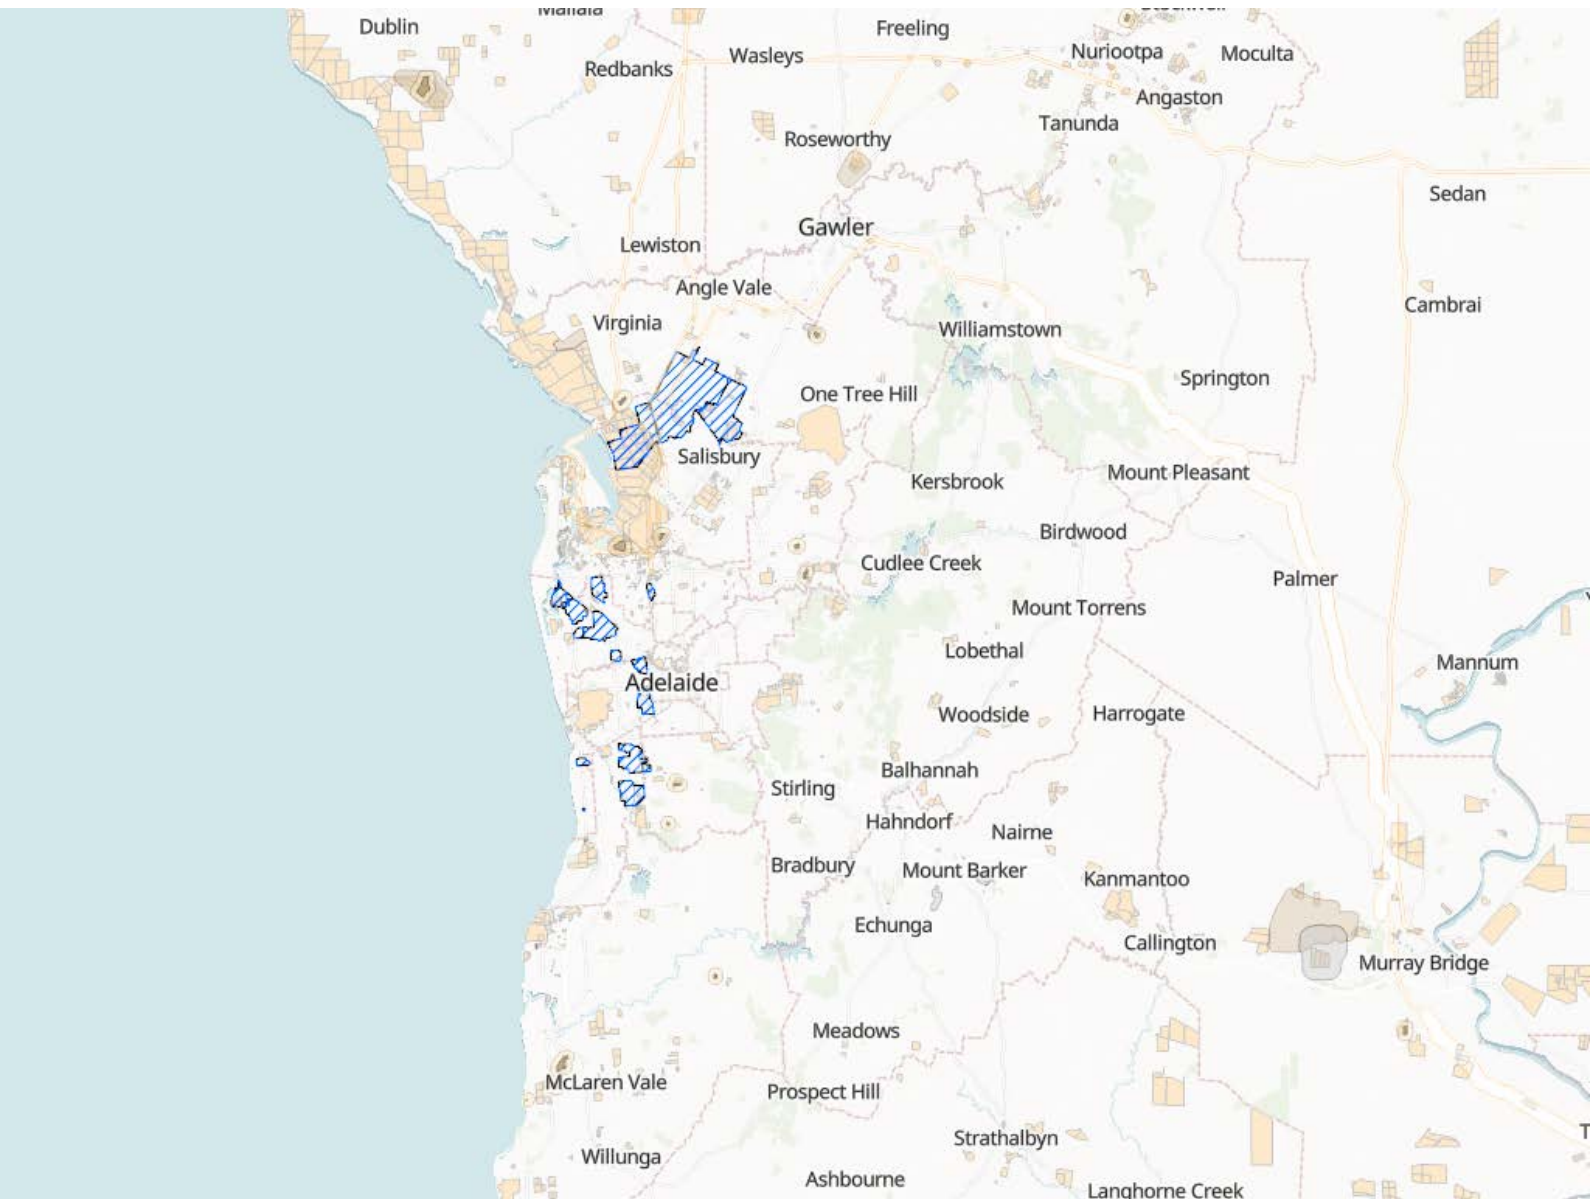 Dublin
Mallala
Freeling
Wasleys
Redbanks
Nuriootpa
Moculta
Angaston
Tanunda
Roseworthy
Sedan
Gawler
Lewiston
Angle Vale
Cambrai
Virginia
Williamstown
Springton
One Tree Hill
Salisbury
Mount Pleasant
Kersbrook
Birdwood
Cudlee Creek
Palmer
Mount Torrens
Lobethal
Mannum
Adelaide
Woodside
Harrogate
Balhannah
Stirling
Hahndorf
Nairne
Bradbury
Mount Barker
Kanmantoo
Echunga
Callington
Murray Bridge
Meadows
McLaren Vale
Prospect Hill
Strathalbyn
Willunga
Ashbourne
Langhorne Creek